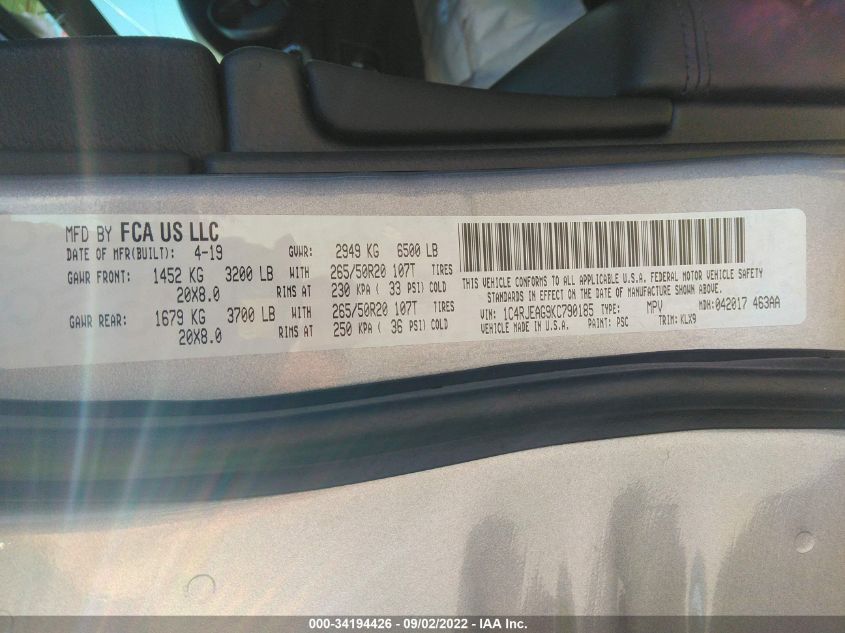 MFD BY FCA US LLC
DATE OF MFR(BUILT): 4-19 GVWR: 2949 KG 6500 LB
GAWR FRONT: 1452 KG 3200 LB WITH 265/50R20 107T TIRES
20X8.0 RIMS AT 230 KPA ( 33 PSI) COLD
GAWR REAR: 1679 KG 3700 LB WITH 265/50R20 107T TIRES
20X8.0 RIMS AT 250 KPA ( 36 PSI) COLD
THIS VEHICLE CONFORMS TO ALL APPLICABLE U.S.A. FEDERAL MOTOR VEHICLE SAFETY
STANDARDS IN EFFECT ON THE DATE OF MANUFACTURE SHOWN ABOVE.
VIN: 1C4RJEAG9KC790185 TYPE: MPV MDH: 042017 463AA
VEHICLE MADE IN U.S.A. PAINT: PSC TRIM: KLX9
000-34194426 - 09/02/2022 - IAA Inc.